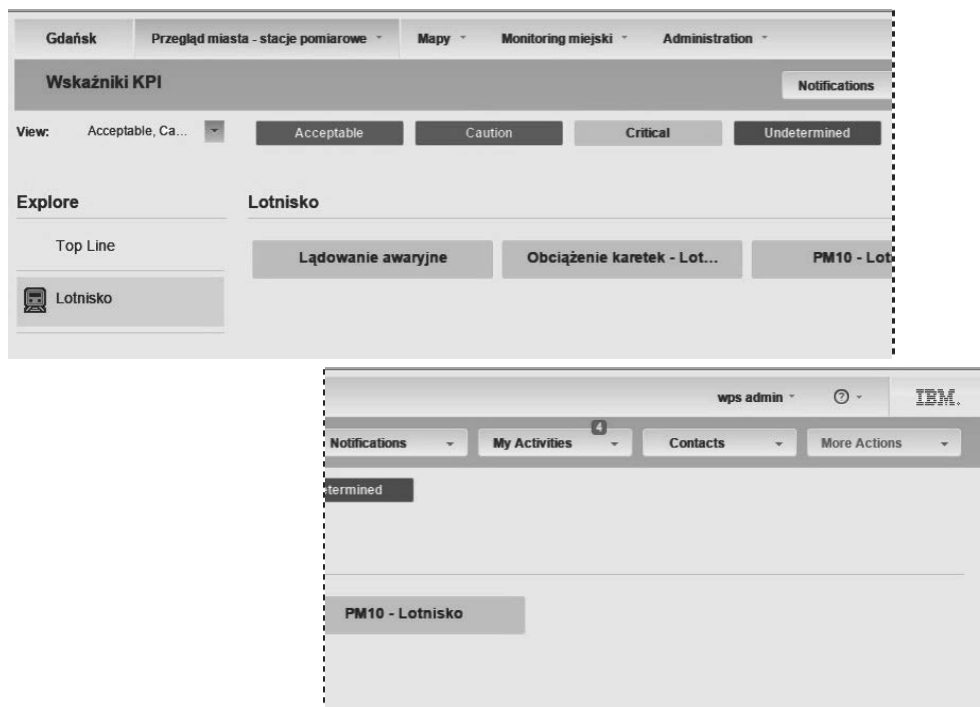 Gdańsk Przegląd miasta - stacje pomiarowe Mapy Monitoring miejski Administration
Wskaźniki KPI Notifications
View: Acceptable, Ca... Acceptable Caution Critical Undetermined
Explore Lotnisko
Top Line Lądowanie awaryjne Obciążenie karetek - Lot... PM10 - Lot
Lotnisko
wps admin ? IBM.
Notifications My Activities 4 Contacts More Actions
termined
PM10 - Lotnisko